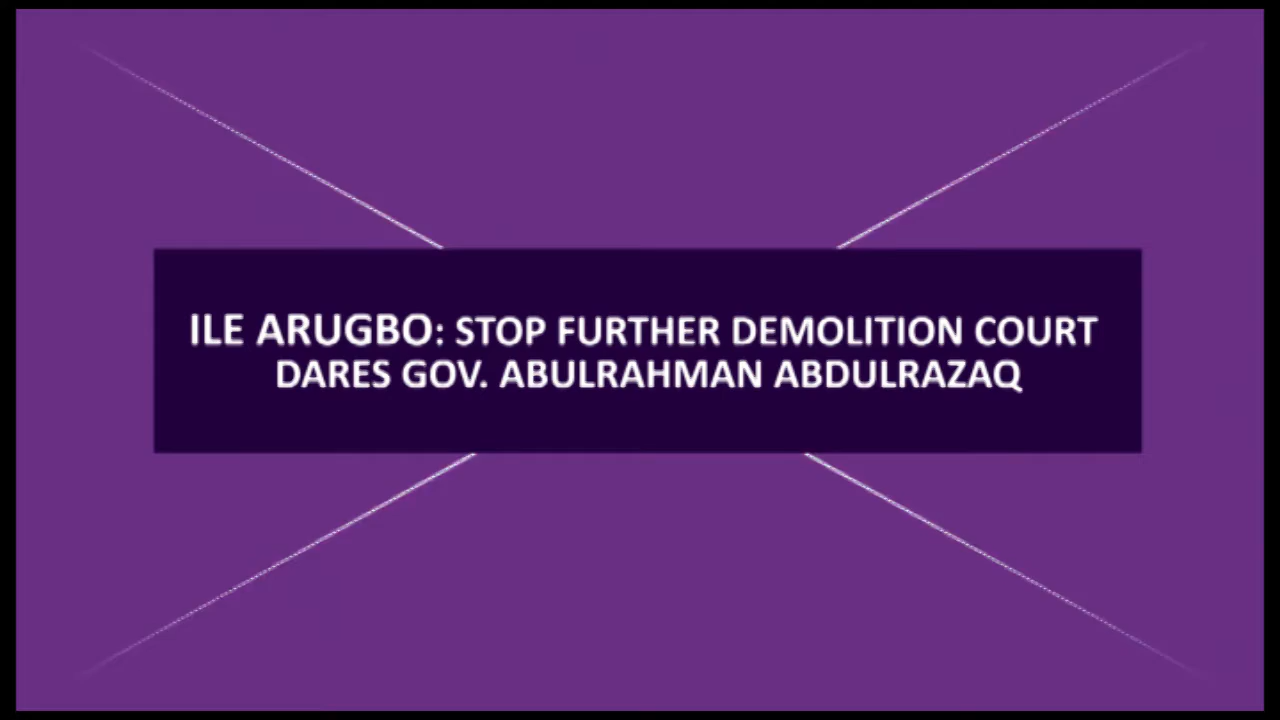 ILE ARUGBO: STOP FURTHER DEMOLITION COURT
DARES GOV. ABULRAHMAN ABDULRAZAQ